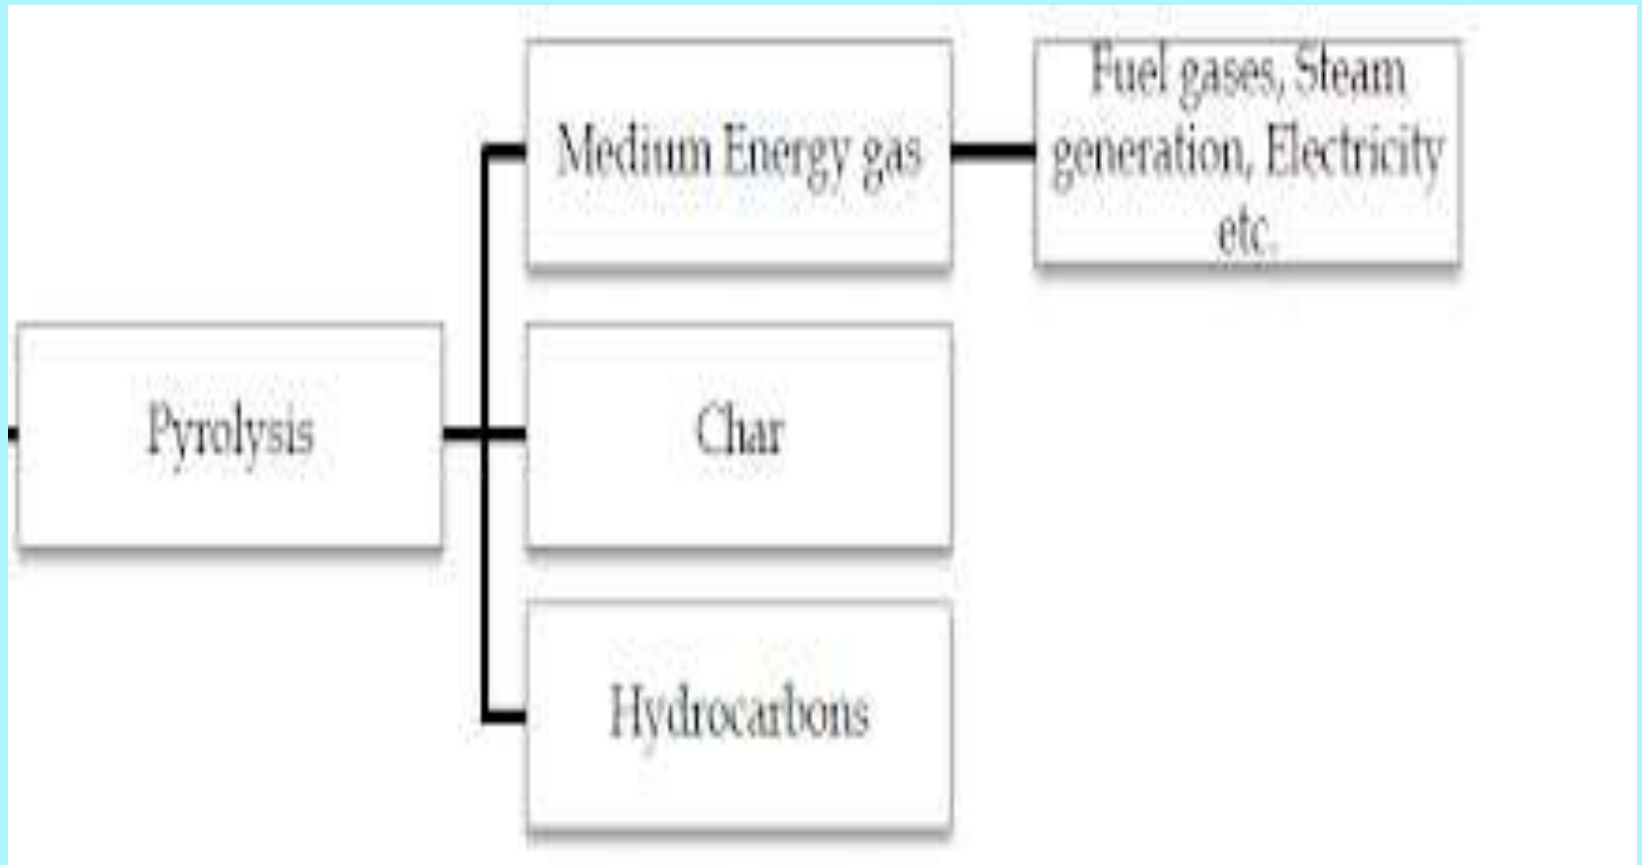 Pyrolysis
Medium Energy gas
Fuel gases, Steam
generation, Electricity
etc.
Char
Hydrocarbons